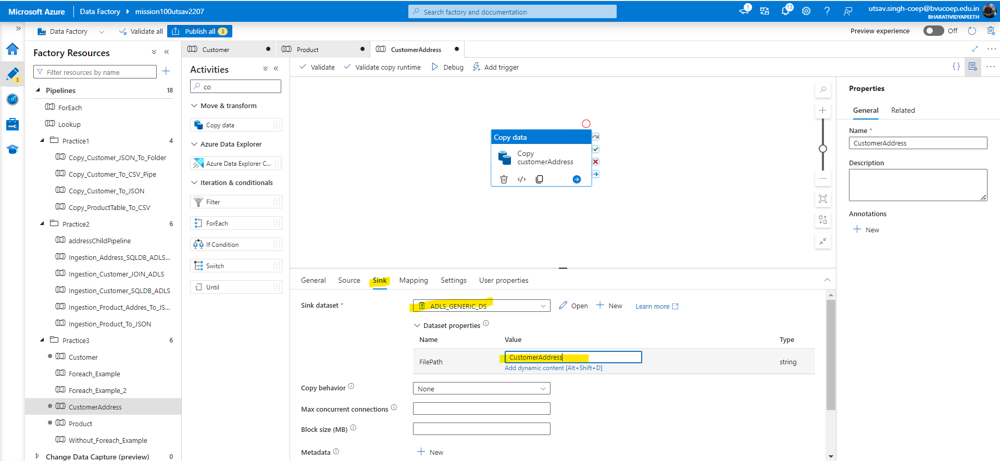 Microsoft Azure
Data Factory
mission100utsav2207
Search factory and documentation
1
13
utsav.singh-coep@bvucoep.edu.in
BHARATIVIDYAPEETH
Data Factory
Validate all
Publish all 3
Preview experience
Off
3
Factory Resources
Filter resources by name
Pipelines 18
ForEach
Lookup
Practice1 4
Copy_Customer_JSON_To_Folder
Copy_Customer_To_CSV_Pipe
Copy_Customer_To_JSON
Copy_ProductTable_To_CSV
Practice2 6
addressChildPipeline
Ingestion_Address_SQLDB_ADLS...
Ingestion_Customer_JOIN_ADLS
Ingestion_Customer_SQLDB_ADLS
Ingestion_Product_Addres_To_JS...
Ingestion_Product_To_JSON
Practice3 6
Customer
Foreach_Example
Foreach_Example_2
CustomerAddress
Product
Without_Foreach_Example
Change Data Capture (preview) 0
Customer
Product
CustomerAddress
Activities
co
Move & transform
Copy data
Azure Data Explorer
Azure Data Explorer C...
Iteration & conditionals
Filter
ForEach
If Condition
Switch
Until
Validate
Validate copy runtime
Debug
Add trigger
Copy data
Copy
customerAddress
General
Source
Sink
Mapping
Settings
User properties
Sink dataset *
ADLS_GENERIC_DS
Open
New
Learn more
Dataset properties
Name Value Type
FilePath CustomerAddress string
Add dynamic content [Alt+Shift+D]
Copy behavior
None
Max concurrent connections
Block size (MB)
Metadata
New
Properties
General
Related
Name *
CustomerAddress
Description
Annotations
New